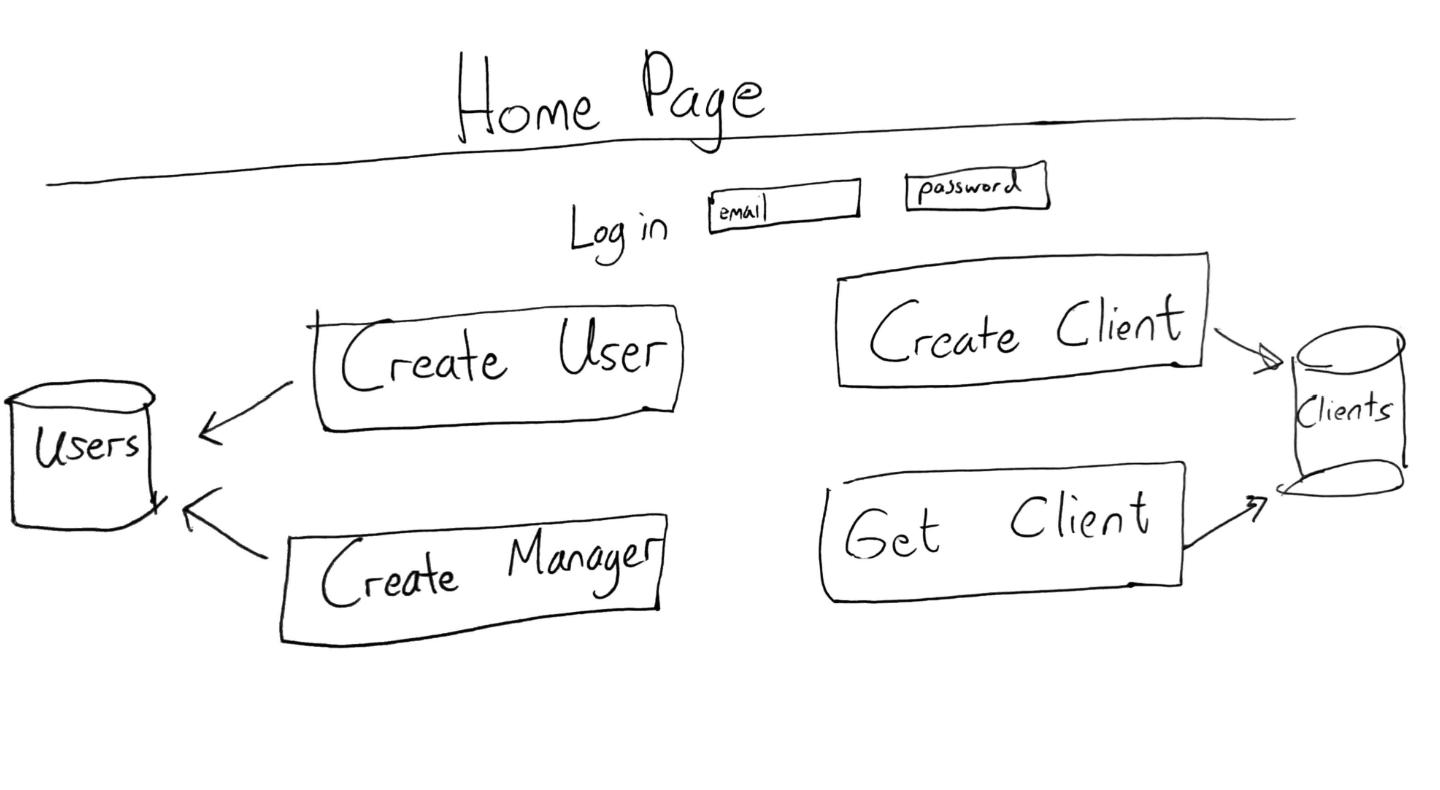 Home Page
Log in
email
password
Create User
Create Client
Users
Clients
Create Manager
Get Client